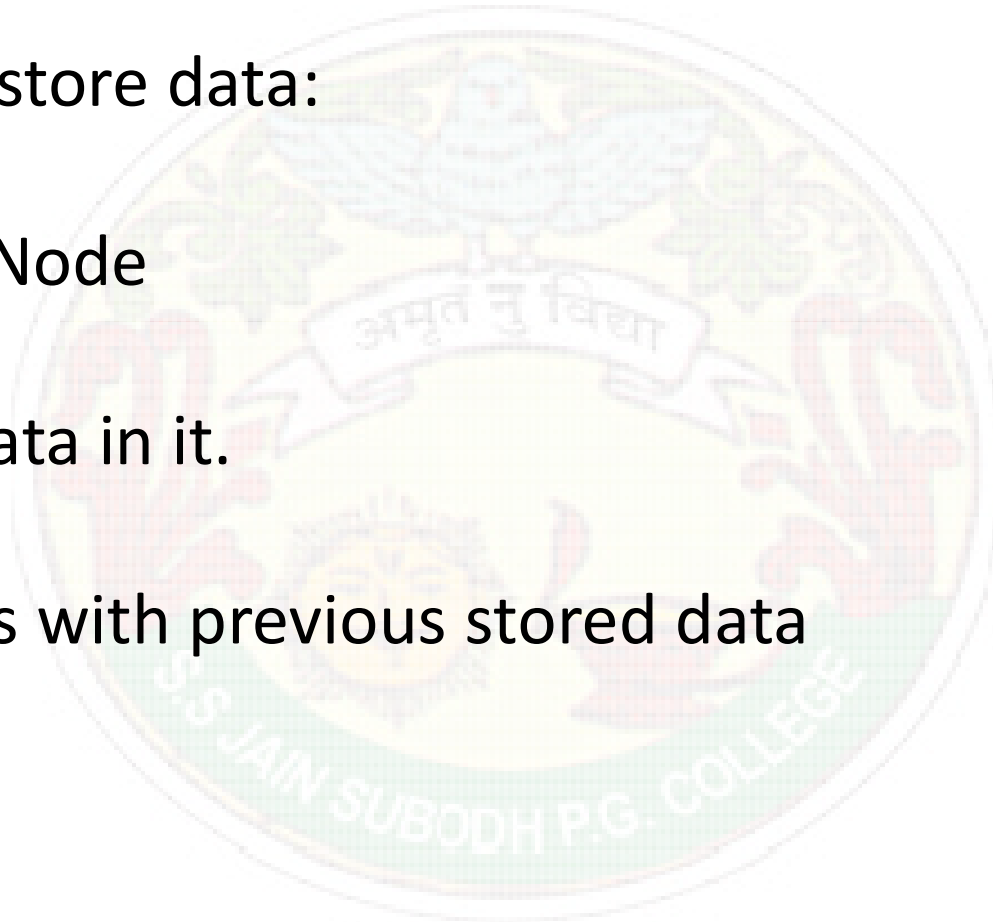 store data:
Node
ata in it.
s with previous stored data
अमृतं नु विद्या
S.S JAIN SUBODH P.G. COLLEGE